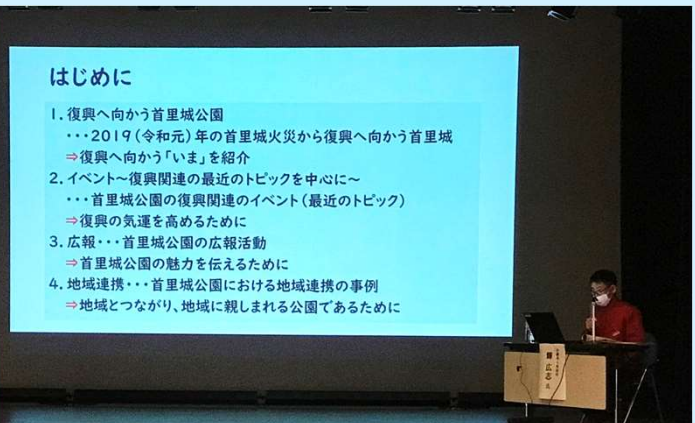 はじめに
1. 復興へ向かう首里城公園
・・・2019(令和元)年の首里城火災から復興へ向かう首里城
⇒復興へ向かう「いま」を紹介
2. イベント~復興関連の最近のトピックを中心に~
・・・首里城公園の復興関連のイベント(最近のトピック)
⇒復興の気運を高めるために
3. 広報・・・首里城公園の広報活動
⇒首里城公園の魅力を伝えるために
4. 地域連携・・・首里城公園における地域連携の事例
⇒地域とつながり、地域に親しまれる公園であるために
広志 氏